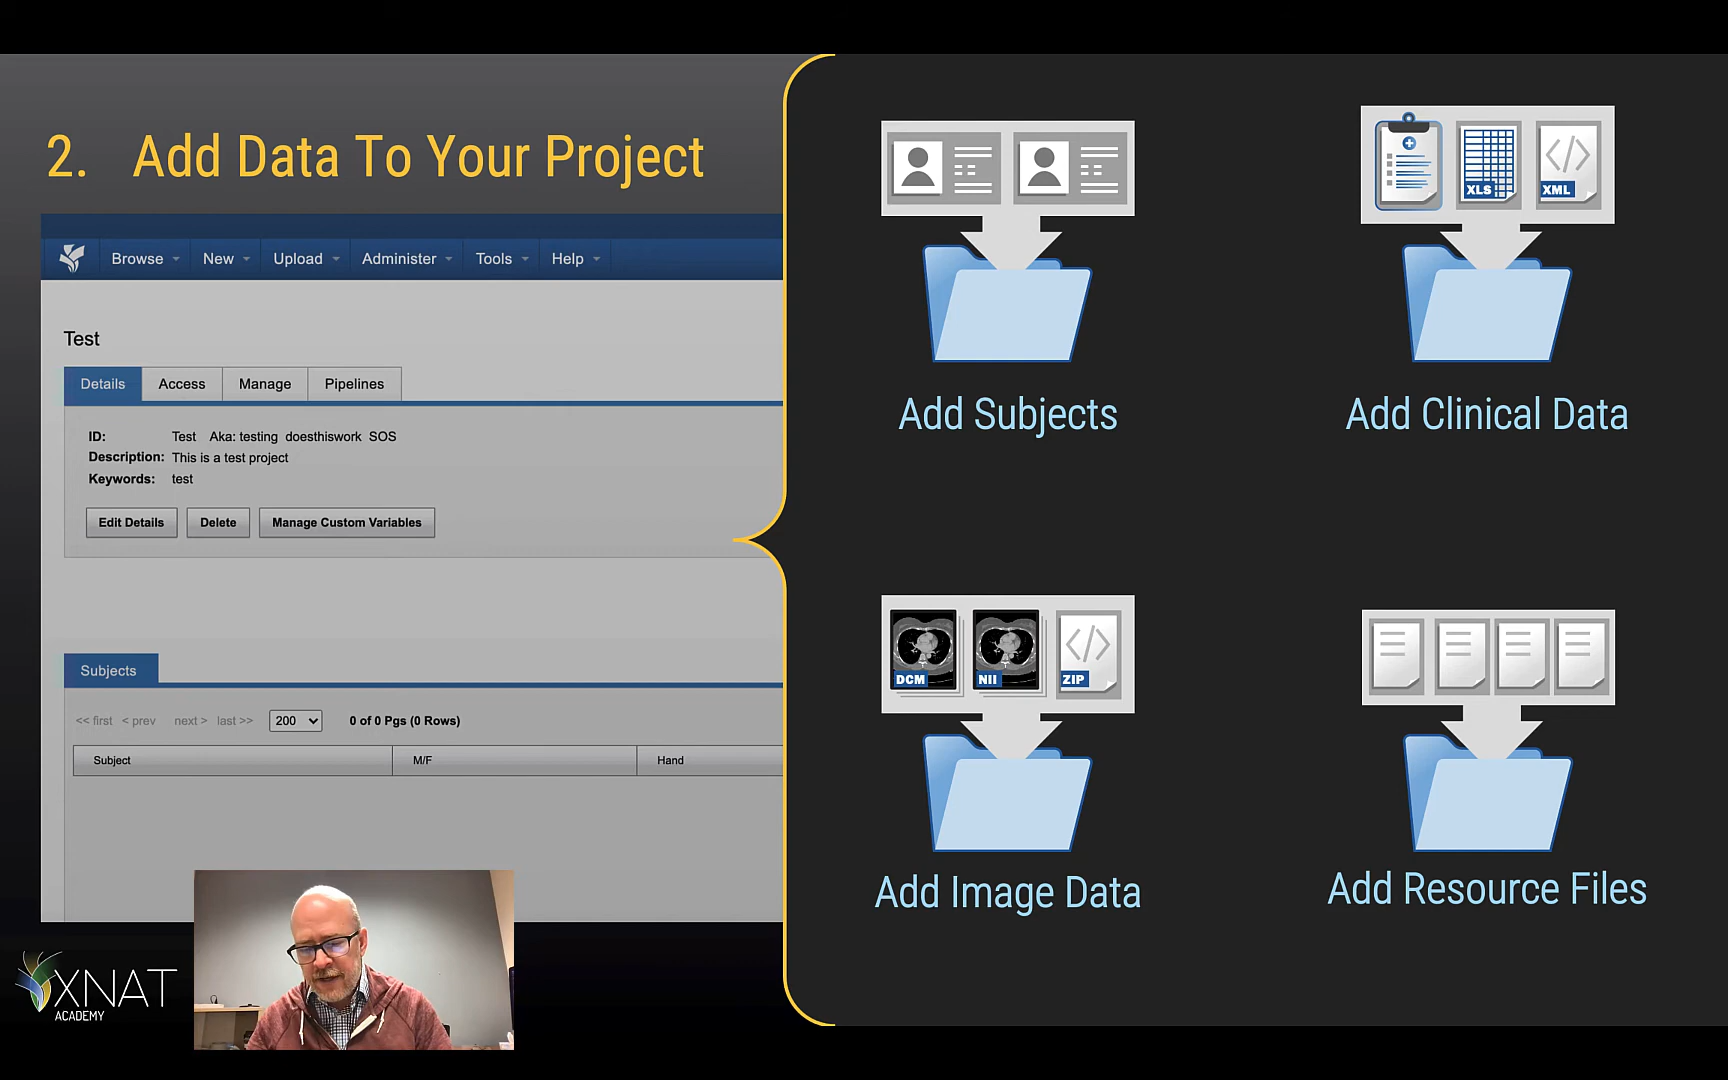 2. Add Data To Your Project
Browse New Upload Administer Tools Help
Test
Details Access Manage Pipelines
ID: Test Aka: testing doesthiswork SOS
Description: This is a test project
Keywords: test
Edit Details Delete Manage Custom Variables
Subjects
<< first < prev next > last >> 200 0 of 0 Pgs (0 Rows)
Subject M/F Hand
XNAT
ACADEMY
XLS XML
Add Subjects
Add Clinical Data
DCM NII ZIP
Add Image Data
Add Resource Files